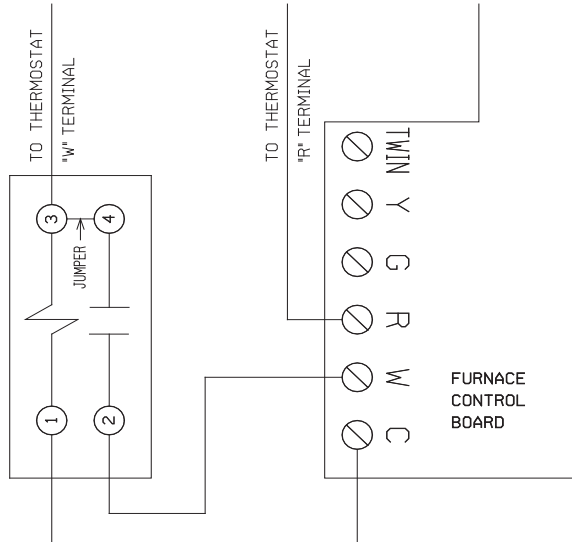 TO THERMOSTAT
"W" TERMINAL
TO THERMOSTAT
"R" TERMINAL
3
4
JUMPER
1
2
TWIN
Y
G
R
W
C
FURNACE
CONTROL
BOARD